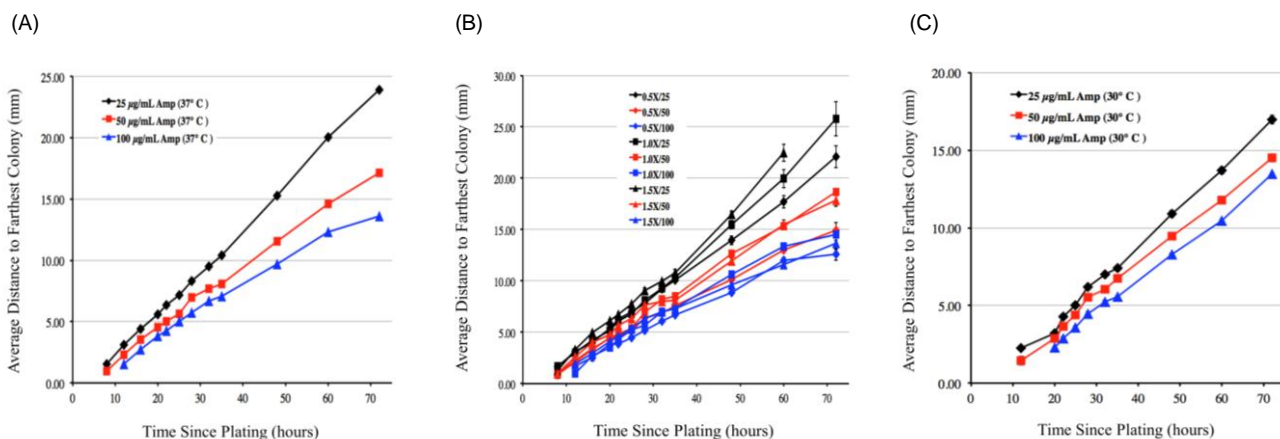 (A)
(B)
(C)
Average Distance to Farthest Colony (mm)
25.00
20.00
15.00
10.00
5.00
0.00
25 µg/mL Amp (37° C )
50 µg/mL Amp (37° C )
100 µg/mL Amp (37° C )
0
10
20
30
40
50
60
70
Time Since Plating (hours)
Average Distance to Farthest Colony (mm)
30.00
25.00
20.00
15.00
10.00
5.00
0.00
0.5X/25
0.5X/50
0.5X/100
1.0X/25
1.0X/50
1.0X/100
1.5X/25
1.5X/50
1.5X/100
0
10
20
30
40
50
60
70
Time Since Plating (hours)
Average Distance to Farthest Colony (mm)
20.00
15.00
10.00
5.00
0.00
25 µg/mL Amp (30° C )
50 µg/mL Amp (30° C )
100 µg/mL Amp (30° C )
0
10
20
30
40
50
60
70
Time Since Plating (hours)